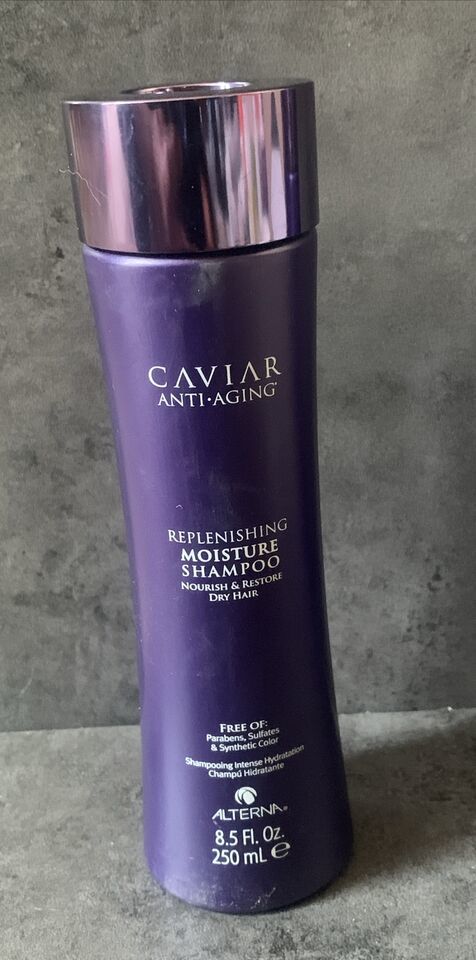 CAVIAR
ANTI•AGING®
REPLENISHING
MOISTURE
SHAMPOO
NOURISH & RESTORE
DRY HAIR
FREE OF:
Parabens, Sulfates
& Synthetic Color
Shampooing Intense Hydratation
Champú Hidratante
ALTERNA®
8.5 Fl. Oz.
250 mL ℮